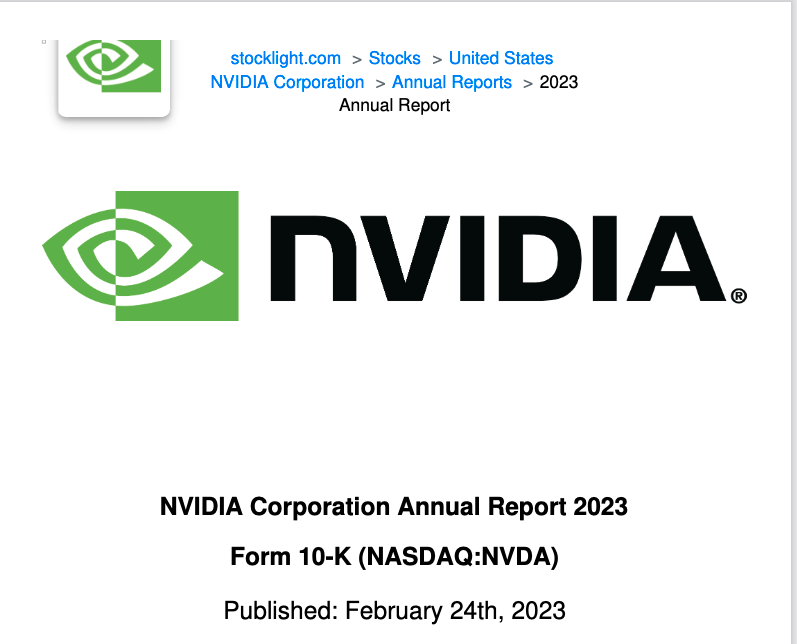 stocklight.com > Stocks > United States
NVIDIA Corporation > Annual Reports > 2023
Annual Report
NVIDIA®
NVIDIA Corporation Annual Report 2023
Form 10-K (NASDAQ:NVDA)
Published: February 24th, 2023